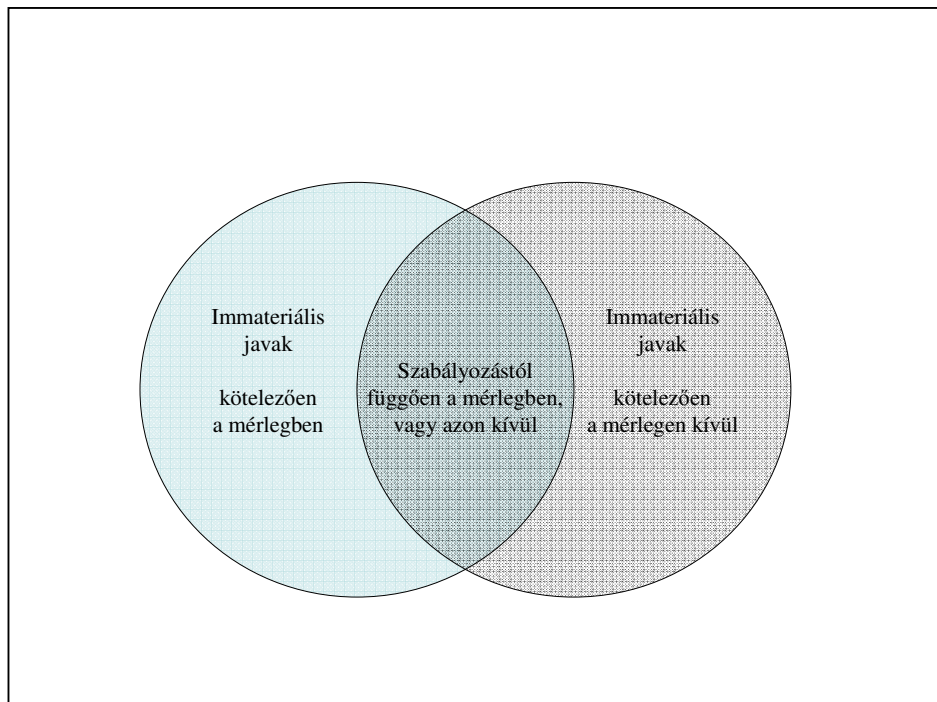 Immateriális
javak
kötelezően
a mérlegben
Szabályozástól
függően a mérlegben,
vagy azon kívül
Immateriális
javak
kötelezően
a mérlegen kívül